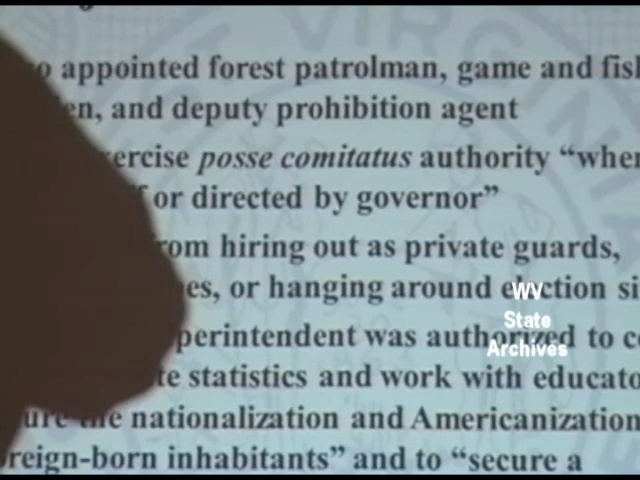 o appointed forest patrolman, game and fish
en, and deputy prohibition agent
ercise posse comitatus authority “when
or directed by governor”
rom hiring out as private guards,
es, or hanging around election si
perintendent was authorized to c
te statistics and work with educato
ure the nationalization and Americanization
reign-born inhabitants” and to “secure a
WV
State
Archives